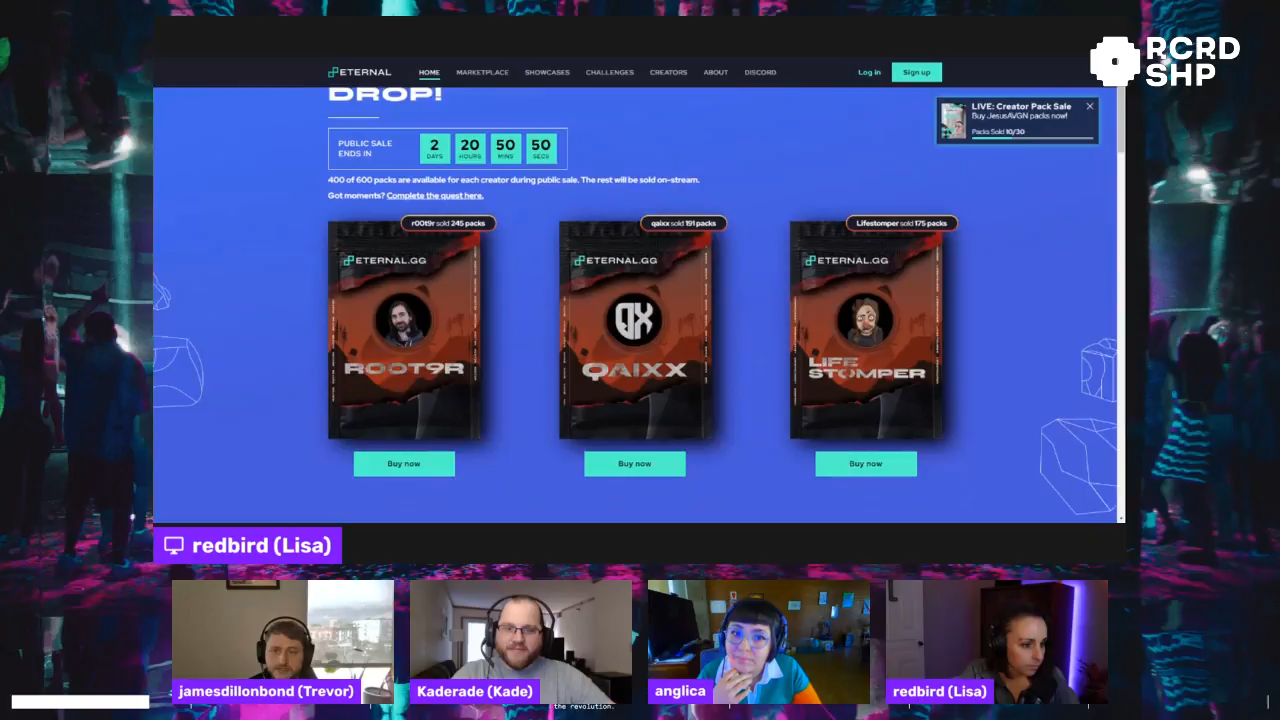 RCRD
SHP
ETERNAL
HOME
MARKETPLACE
SHOWCASES
CHALLENGES
CREATORS
ABOUT
DISCORD
Log in
Sign up
DROP!
LIVE: Creator Pack Sale
Buy JesusAVGN packs now!
Packs Sold 10/30
PUBLIC SALE
ENDS IN
2
DAYS
20
HOURS
50
MINS
50
SECS
400 of 600 packs are available for each creator during public sale. The rest will be sold on-stream.
Got moments? Complete the quest here.
r00t9r sold 245 packs
qaixx sold 191 packs
Lifestomper sold 175 packs
ETERNAL.GG
ETERNAL.GG
ETERNAL.GG
QX
R00T9R
QAIXX
LIFE
STOMPER
Buy now
Buy now
Buy now
redbird (Lisa)
jamesdillonbond (Trevor)
Kaderade (Kade)
anglica
redbird (Lisa)
the revolution.